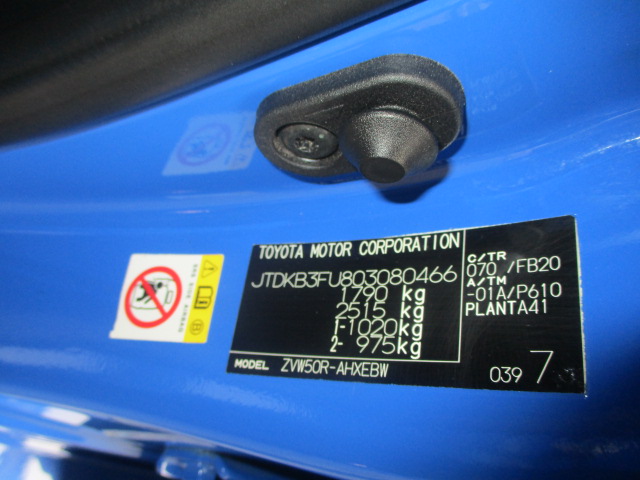 TOYOTA MOTOR CORPORATION
JTDKB3FU803080466
1790 kg
2515 kg
1-1020kg
2- 975kg
MODEL ZVW50R-AHXEBW
C/TR
070 /FB20
A/TM
-01A/P610
PLANTA41
039 7